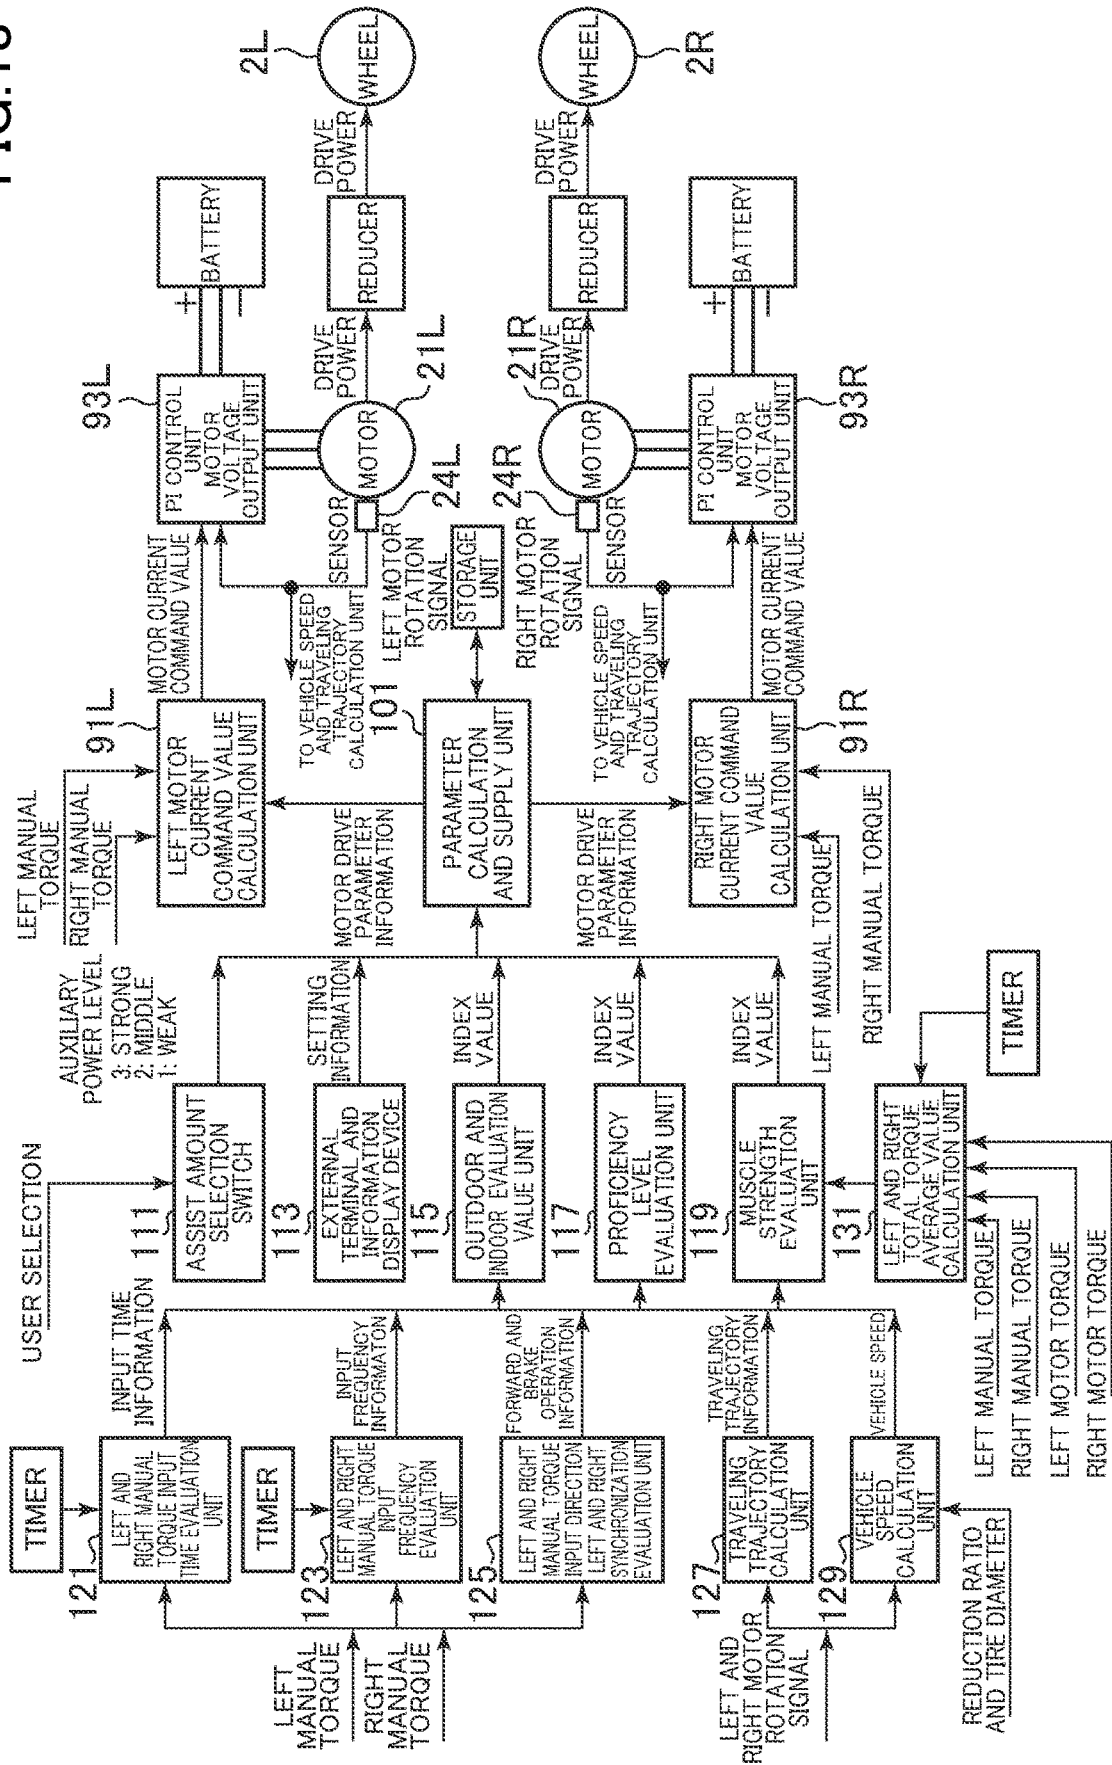 USER SELECTION
TIMER
121
LEFT AND
RIGHT MANUAL
TORQUE INPUT
TIME EVALUATION
UNIT
INPUT TIME
INFORMATION
TIMER
123
LEFT AND RIGHT
MANUAL TORQUE
INPUT
FREQUENCY
EVALUATION
UNIT
INPUT
FREQUENCY
INFORMATION
LEFT
MANUAL
TORQUE
RIGHT
MANUAL
TORQUE
125
LEFT AND RIGHT
MANUAL TORQUE
INPUT DIRECTION
LEFT AND RIGHT
SYNCHRONIZATION
EVALUATION UNIT
FORWARD AND
BRAKE
OPERATION
INFORMATION
127
TRAVELING
TRAJECTORY
CALCULATION
UNIT
TRAVELING
TRAJECTORY
INFORMATION
LEFT AND
RIGHT MOTOR
ROTATION
SIGNAL
129
VEHICLE
SPEED
CALCULATION
UNIT
VEHICLE SPEED
REDUCTION RATIO
AND TIRE DIAMETER
111
ASSIST AMOUNT
SELECTION
SWITCH
113
EXTERNAL
TERMINAL AND
INFORMATION
DISPLAY DEVICE
SETTING
INFORMATION
115
OUTDOOR AND
INDOOR EVALUATION
VALUE UNIT
INDEX
VALUE
117
PROFICIENCY
LEVEL
EVALUATION UNIT
INDEX
VALUE
119
MUSCLE
STRENGTH
EVALUATION
UNIT
INDEX
VALUE
131
LEFT AND RIGHT
TOTAL TORQUE
AVERAGE VALUE
CALCULATION UNIT
TIMER
LEFT MANUAL TORQUE
RIGHT MANUAL TORQUE
LEFT MOTOR TORQUE
RIGHT MOTOR TORQUE
LEFT MANUAL
TORQUE
RIGHT MANUAL
TORQUE
AUXILIARY
POWER LEVEL
3: STRONG
2: MIDDLE
1: WEAK
91L
LEFT MOTOR
CURRENT
COMMAND VALUE
CALCULATION UNIT
MOTOR CURRENT
COMMAND VALUE
MOTOR DRIVE
PARAMETER
INFORMATION
101
PARAMETER
CALCULATION
AND SUPPLY UNIT
STORAGE
UNIT
MOTOR DRIVE
PARAMETER
INFORMATION
RIGHT MOTOR
CURRENT COMMAND
VALUE
CALCULATION UNIT
91R
LEFT MANUAL TORQUE
RIGHT MANUAL TORQUE
MOTOR CURRENT
COMMAND VALUE
TO VEHICLE SPEED
AND TRAVELING
TRAJECTORY
CALCULATION UNIT
SENSOR
24L
LEFT MOTOR
ROTATION
SIGNAL
RIGHT MOTOR
ROTATION
SIGNAL
24R
SENSOR
TO VEHICLE SPEED
AND TRAVELING
TRAJECTORY
CALCULATION UNIT
93L
PI CONTROL
UNIT
MOTOR
VOLTAGE
OUTPUT UNIT
+
−
BATTERY
MOTOR
21L
DRIVE
POWER
REDUCER
DRIVE
POWER
WHEEL
2L
MOTOR
21R
DRIVE
POWER
REDUCER
DRIVE
POWER
WHEEL
2R
PI CONTROL
UNIT
MOTOR
VOLTAGE
OUTPUT UNIT
93R
+
−
BATTERY